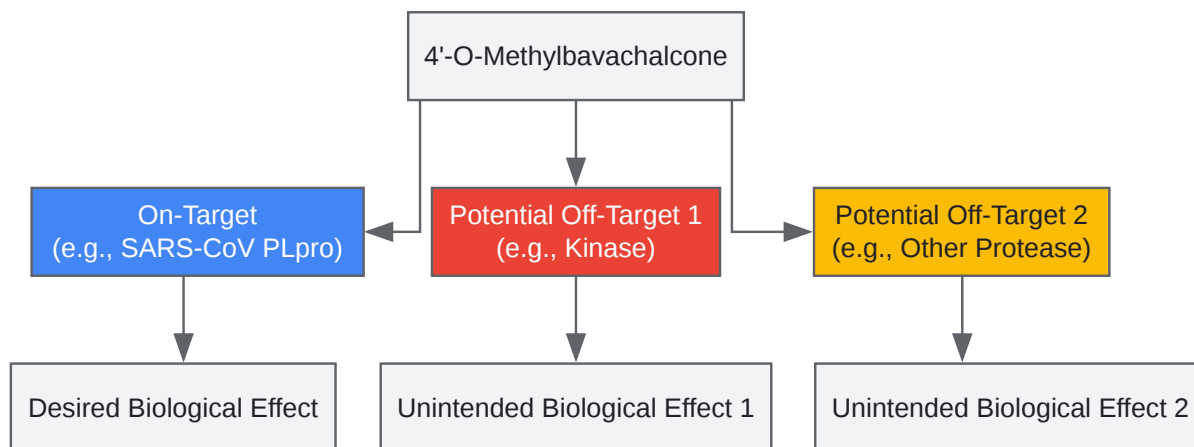 4'-O-Methylbavachalcone
On-Target
(e.g., SARS-CoV PLpro)
Potential Off-Target 1
(e.g., Kinase)
Potential Off-Target 2
(e.g., Other Protease)
Desired Biological Effect
Unintended Biological Effect 1
Unintended Biological Effect 2